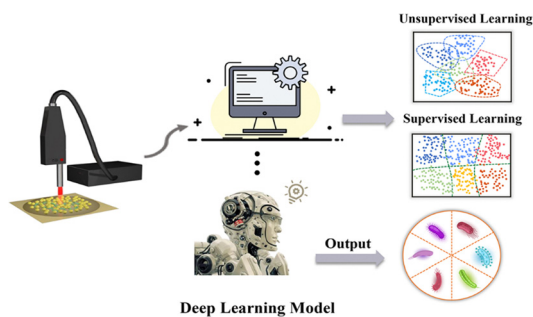 Unsupervised Learning
Supervised Learning
Output
Deep Learning Model